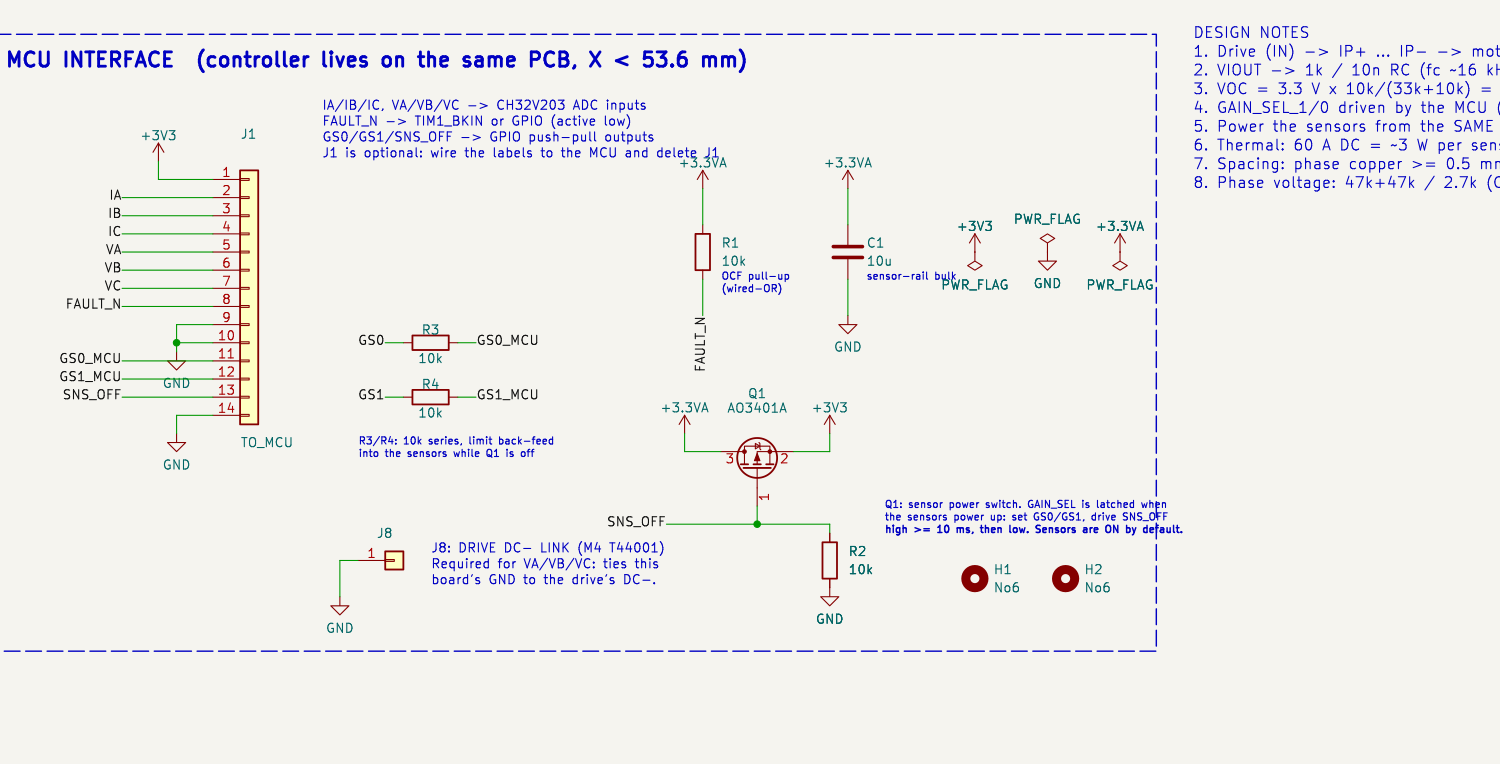 MCU INTERFACE (controller lives on the same PCB, X < 53.6 mm)
IA/IB/IC, VA/VB/VC -> CH32V203 ADC inputs
FAULT_N -> TIM1_BKIN or GPIO (active low)
GS0/GS1/SNS_OFF -> GPIO push-pull outputs
J1 is optional: wire the labels to the MCU and delete J1
+3V3
J1
1
IA
2
IB
3
IC
4
VA
5
VB
6
VC
7
FAULT_N
8
9
10
GS0_MCU
11
GS1_MCU
12
SNS_OFF
13
14
GND
GND
TO_MCU
GS0
R3
10k
GS0_MCU
GS1
R4
10k
GS1_MCU
R3/R4: 10k series, limit back-feed
into the sensors while Q1 is off
J8
1
GND
J8: DRIVE DC- LINK (M4 T44001)
Required for VA/VB/VC: ties this
board's GND to the drive's DC-.
+3.3VA
R1
10k
OCF pull-up
(wired-OR)
FAULT_N
+3.3VA
C1
10u
sensor-rail bulk
GND
+3V3
PWR_FLAG
PWR_FLAG
GND
+3.3VA
PWR_FLAG
Q1
AO3401A
+3.3VA
+3V3
3
2
1
SNS_OFF
R2
10k
GND
Q1: sensor power switch. GAIN_SEL is latched when
the sensors power up: set GS0/GS1, drive SNS_OFF
high >= 10 ms, then low. Sensors are ON by default.
H1
No6
H2
No6
DESIGN NOTES
1. Drive (IN) -> IP+ ... IP- -> mot
2. VIOUT -> 1k / 10n RC (fc ~16 kH
3. VOC = 3.3 V x 10k/(33k+10k) =
4. GAIN_SEL_1/0 driven by the MCU (
5. Power the sensors from the SAME
6. Thermal: 60 A DC = ~3 W per sens
7. Spacing: phase copper >= 0.5 mm
8. Phase voltage: 47k+47k / 2.7k (C